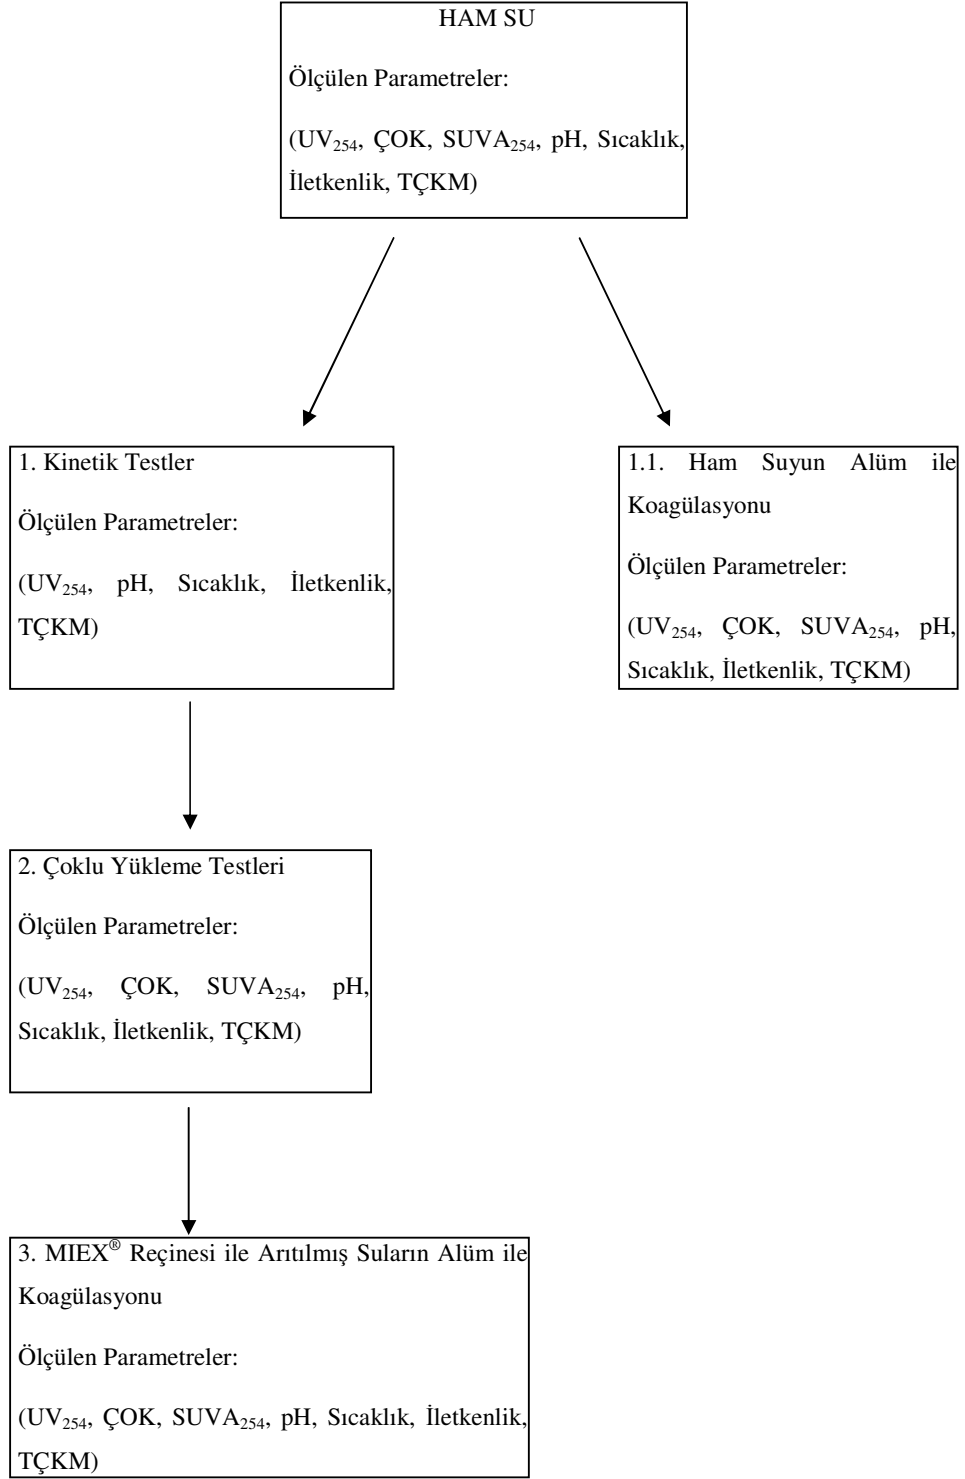 HAM SU
Ölçülen Parametreler:
(UV₂₅₄, ÇOK, SUVA₂₅₄, pH, Sıcaklık,
İletkenlik, TÇKM)
1. Kinetik Testler
Ölçülen Parametreler:
(UV₂₅₄, pH, Sıcaklık, İletkenlik,
TÇKM)
1.1. Ham Suyun Alüm ile
Koagülasyonu
Ölçülen Parametreler:
(UV₂₅₄, ÇOK, SUVA₂₅₄, pH,
Sıcaklık, İletkenlik, TÇKM)
2. Çoklu Yükleme Testleri
Ölçülen Parametreler:
(UV₂₅₄, ÇOK, SUVA₂₅₄, pH,
Sıcaklık, İletkenlik, TÇKM)
3. MIEX® Reçinesi ile Arıtılmış Suların Alüm ile
Koagülasyonu
Ölçülen Parametreler:
(UV₂₅₄, ÇOK, SUVA₂₅₄, pH, Sıcaklık, İletkenlik,
TÇKM)